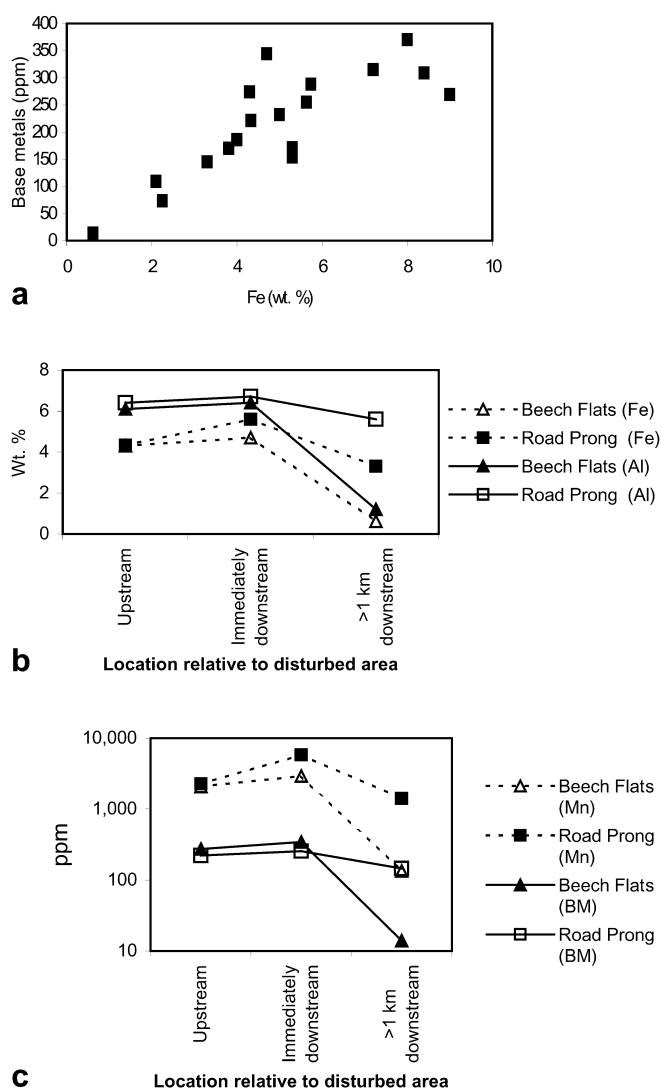 400
350
300
250
200
150
100
50
0
Base metals (ppm)
0 2 4 6 8 10
Fe (wt. %)
a
8
6
4
2
0
Wt. %
Upstream
Immediately
downstream
>1 km
downstream
Location relative to disturbed area
Beech Flats (Fe)
Road Prong (Fe)
Beech Flats (Al)
Road Prong (Al)
b
10,000
1,000
100
10
ppm
Upstream
Immediately
downstream
>1 km
downstream
Location relative to disturbed area
Beech Flats
(Mn)
Road Prong
(Mn)
Beech Flats
(BM)
Road Prong
(BM)
c